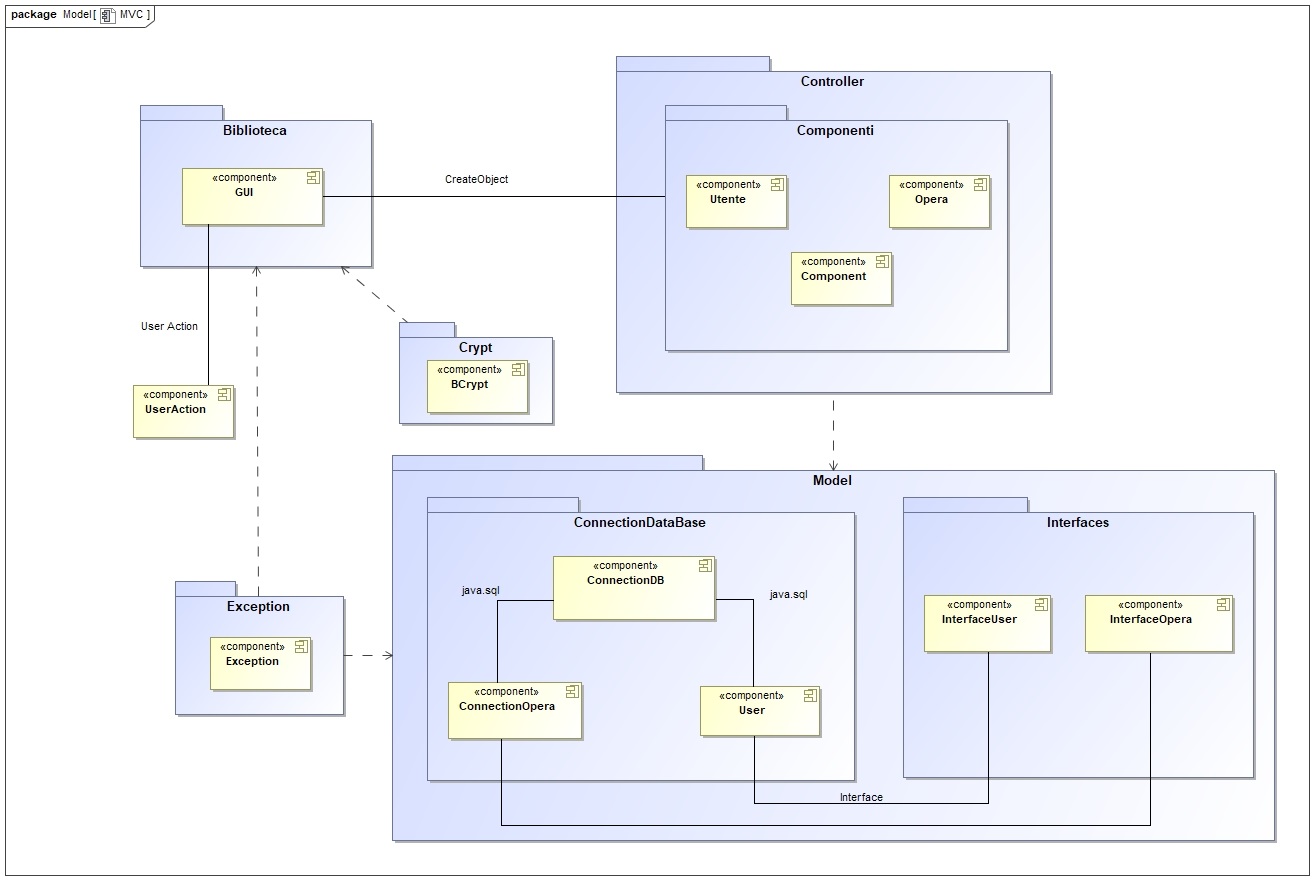 package Model[ MVC ]
Controller
Biblioteca
Componenti
«component»
GUI
CreateObject
«component»
Utente
«component»
Opera
«component»
Component
User Action
Crypt
«component»
BCrypt
«component»
UserAction
Model
ConnectionDataBase
Interfaces
«component»
ConnectionDB
java.sql
java.sql
«component»
InterfaceUser
«component»
InterfaceOpera
Exception
«component»
Exception
«component»
ConnectionOpera
«component»
User
Interface